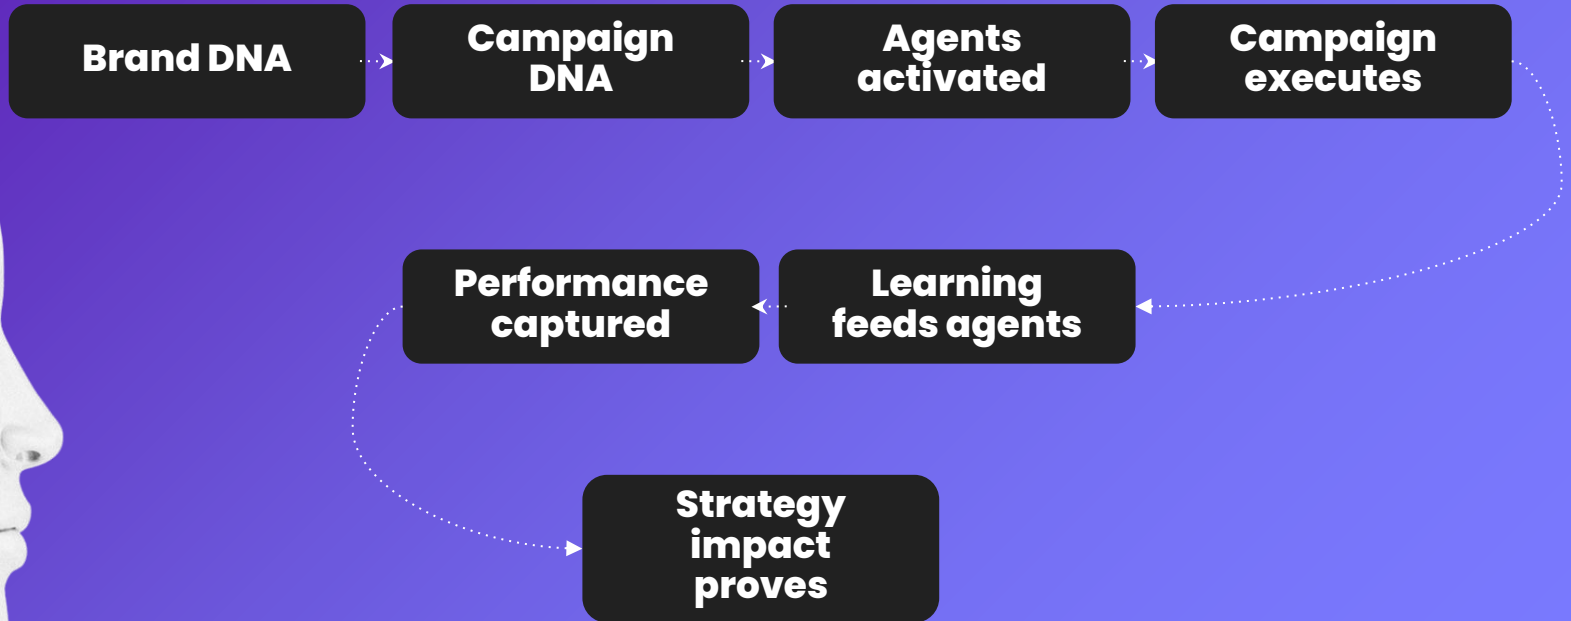 Brand DNA
Campaign
DNA
Agents
activated
Campaign
executes
Learning
feeds agents
Performance
captured
Strategy
impact
proves